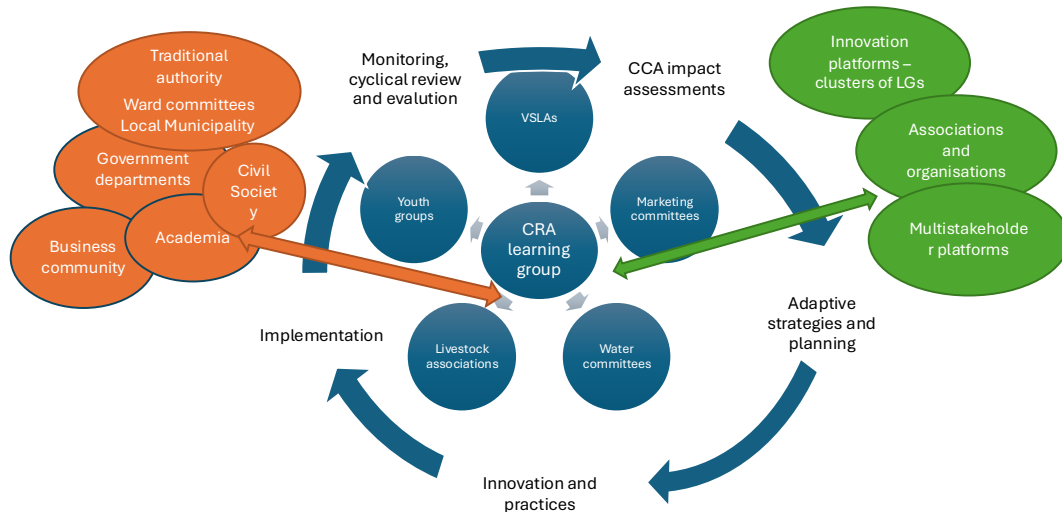 Traditional
authority
Ward committees
Local Municipality
Government
departments
Civil
Societ
y
Academia
Business
community
Monitoring,
cyclical review
and evalution
CCA impact
assessments
Adaptive
strategies and
planning
Innovation and
practices
Implementation
VSLAs
Youth
groups
Marketing
committees
CRA
learning
group
Livestock
associations
Water
committees
Innovation
platforms –
clusters of LGs
Associations
and
organisations
Multistakeholde
r platforms